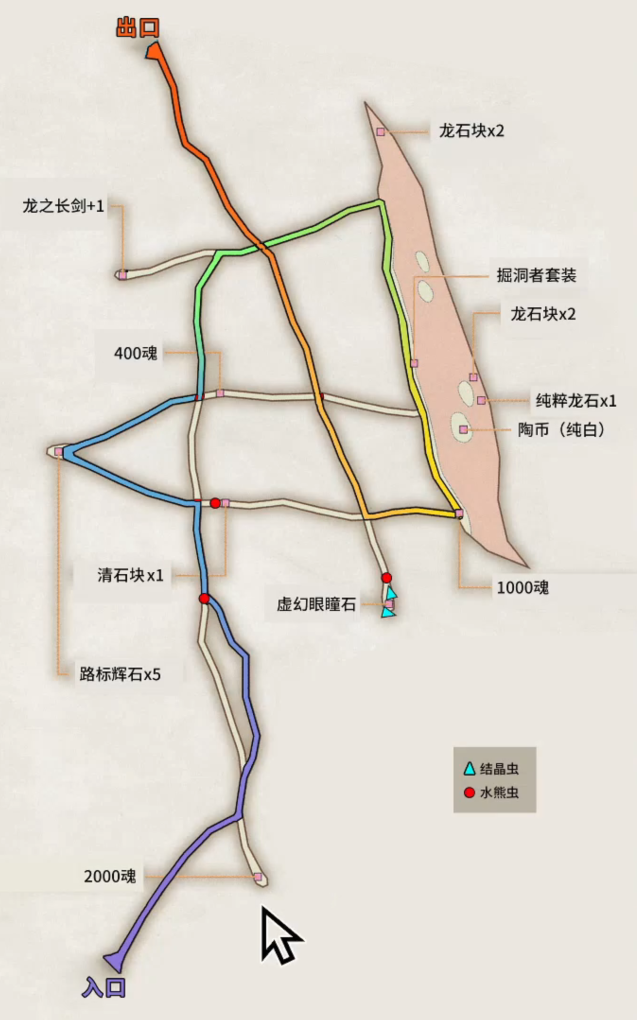 出口
龙石块x2
龙之长剑+1
掘洞者套装
龙石块x2
400魂
纯粹龙石x1
陶币（纯白）
清石块x1
1000魂
虚幻眼瞳石
路标辉石x5
结晶虫
水熊虫
2000魂
入口